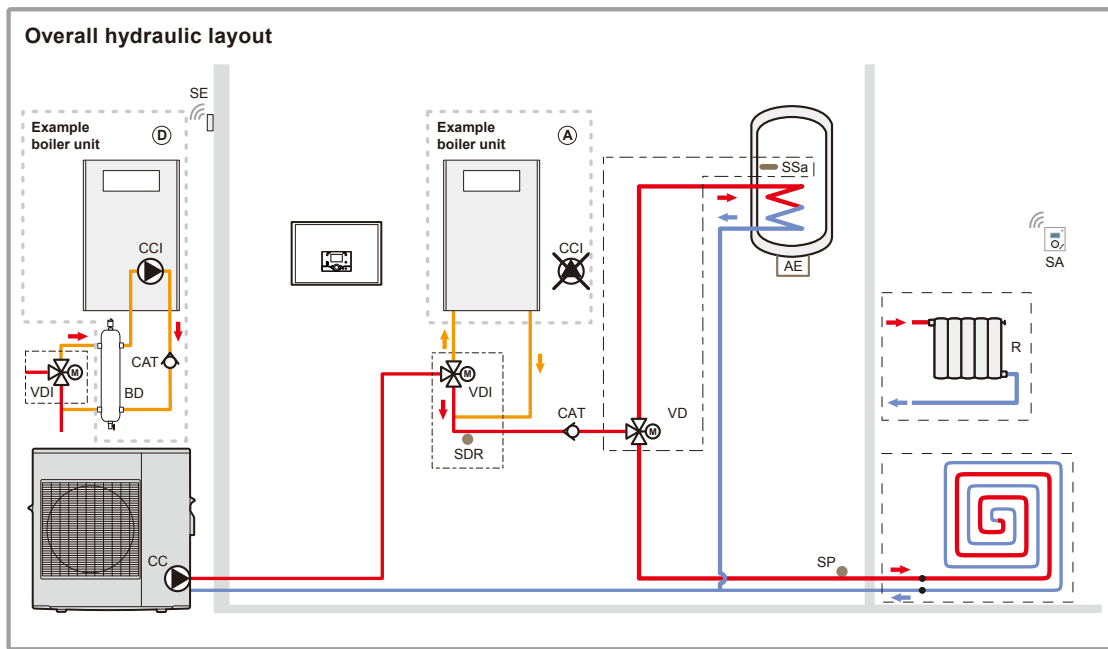 Overall hydraulic layout
SE
Example
boiler unit
D
CCI
CAT
VDI
M
BD
CC
Example
boiler unit
A
CCI
VDI
M
SDR
CAT
VD
M
SSa
AE
SP
SA
R